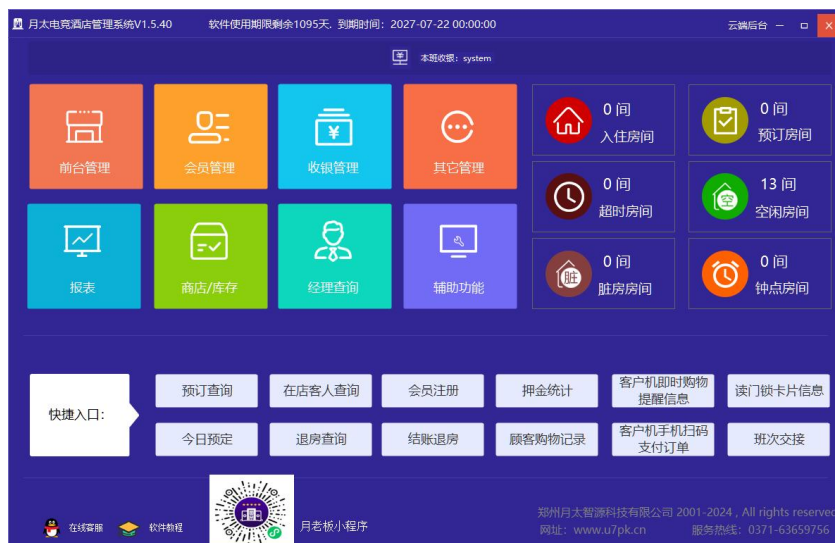 月太电竞酒店管理系统V1.5.40 软件使用期限剩余1095天, 到期时间: 2027-07-22 00:00:00 云端后台
本班收银: system
前台管理 会员管理 收银管理 其它管理
0 间 入住房间
0 间 预订房间
0 间 超时房间
空
13 间 空闲房间
报表 商店/库存 经理查询 辅助功能
脏
0 间 脏房房间
0 间 钟点房间
快捷入口:
预订查询 在店客人查询 会员注册 押金统计 客户机即时购物提醒信息 读门锁卡片信息
今日预定 退房查询 结账退房 顾客购物记录 客户机手机扫码支付订单 班次交接
在线客服 软件教程 月老板小程序
郑州月太智源科技有限公司 2001-2024 , All rights reserved
网址: www.u7pk.cn 服务热线: 0371-63659756